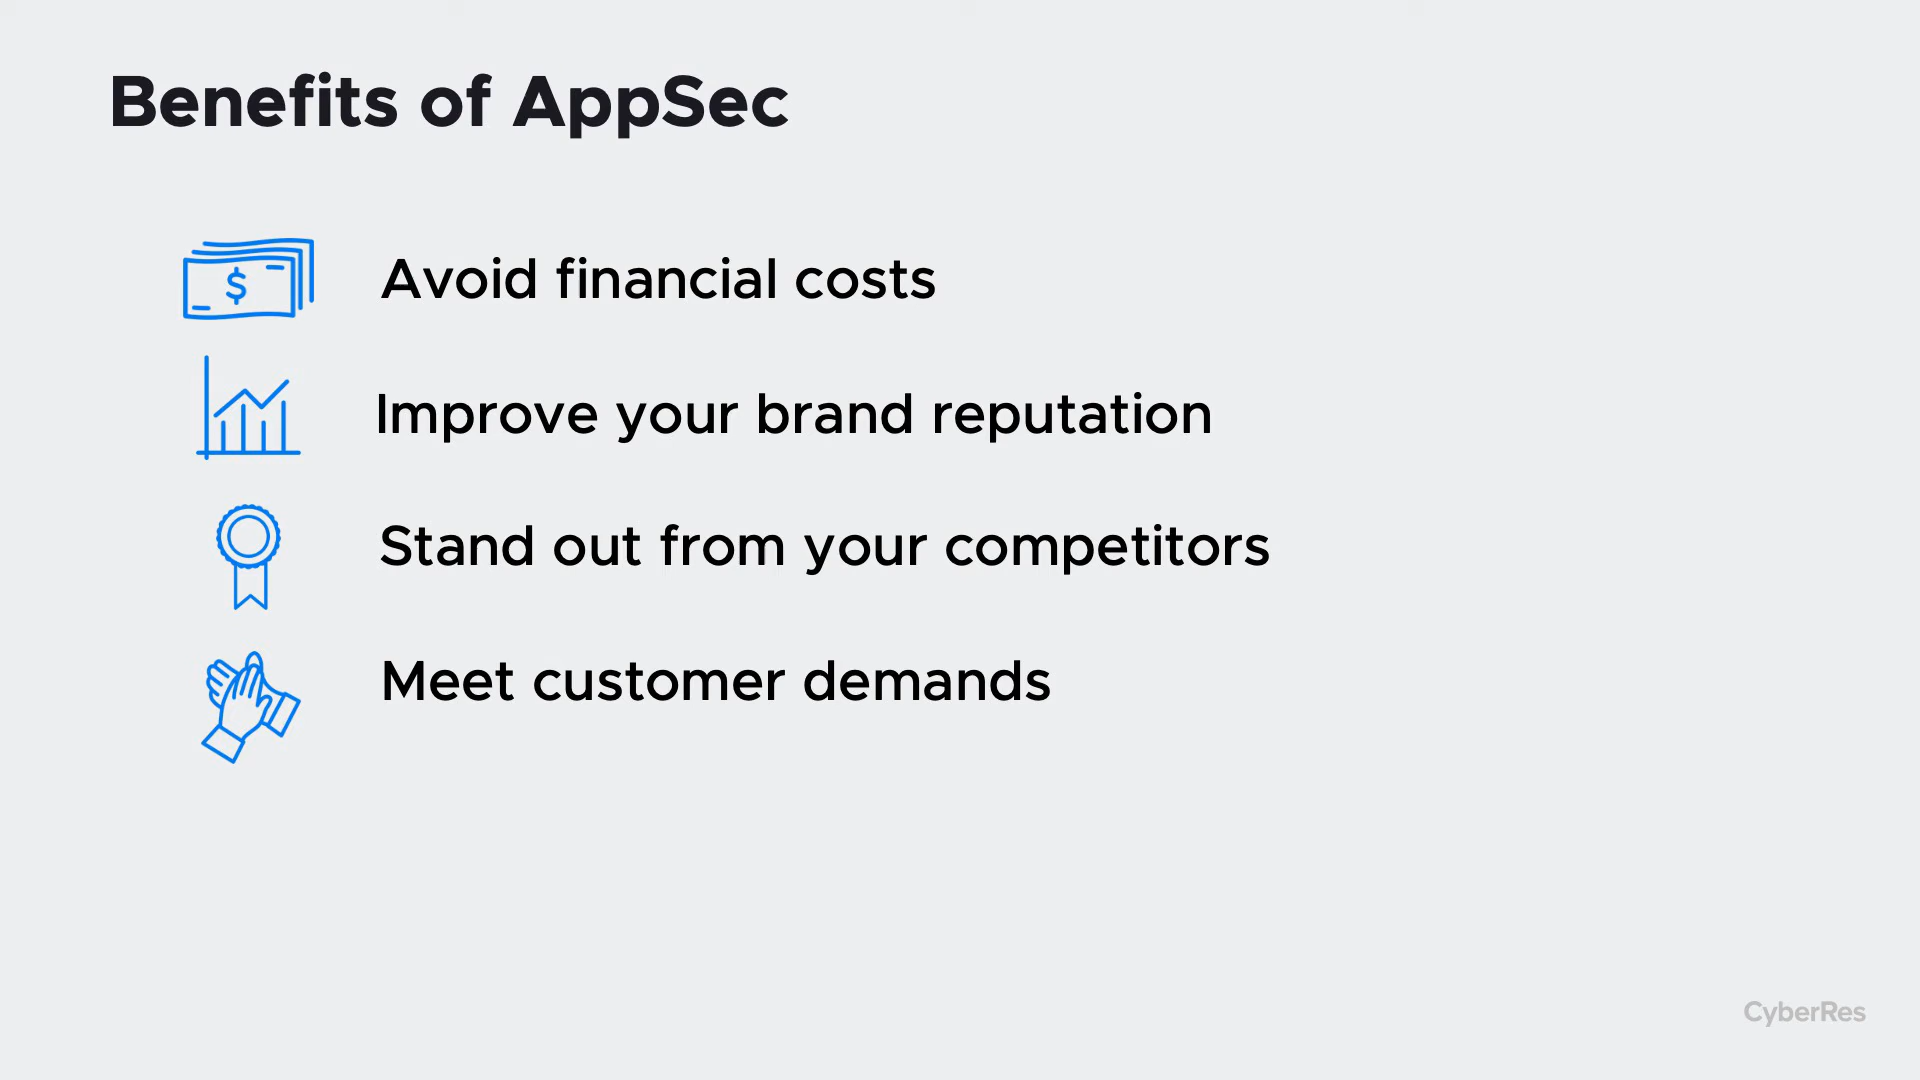 Benefits of AppSec
$
Avoid financial costs
Improve your brand reputation
Stand out from your competitors
Meet customer demands
CyberRes